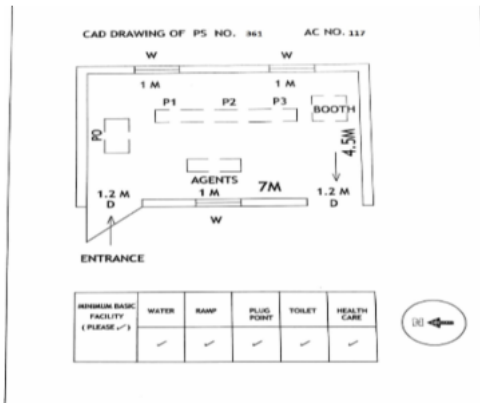 CAD DRAWING OF PS NO. 361 AC NO. 117
W W
1 M 1 M
P1 P2 P3
BOOTH
PO
4.5M
AGENTS
1.2 M 1 M 7M 1.2 M
D D
W
ENTRANCE
MINIMUM BASIC FACILITY ( PLEASE ✓ ) WATER RAMP PLUG POINT TOILET HEALTH CARE
✓ ✓ ✓ ✓ ✓